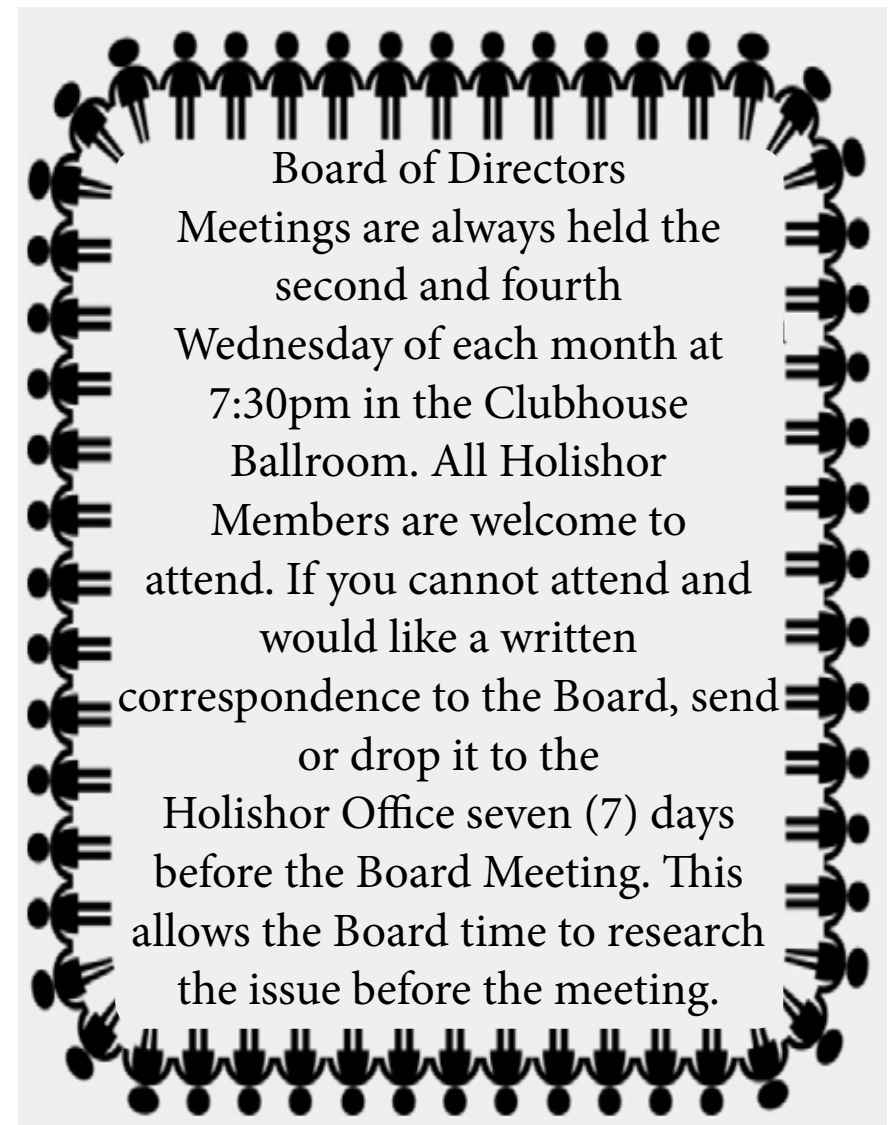 Board of Directors
Meetings are always held the
second and fourth
Wednesday of each month at
7:30pm in the Clubhouse
Ballroom. All Holishor
Members are welcome to
attend. If you cannot attend and
would like a written
correspondence to the Board, send
or drop it to the
Holishor Office seven (7) days
before the Board Meeting. This
allows the Board time to research
the issue before the meeting.